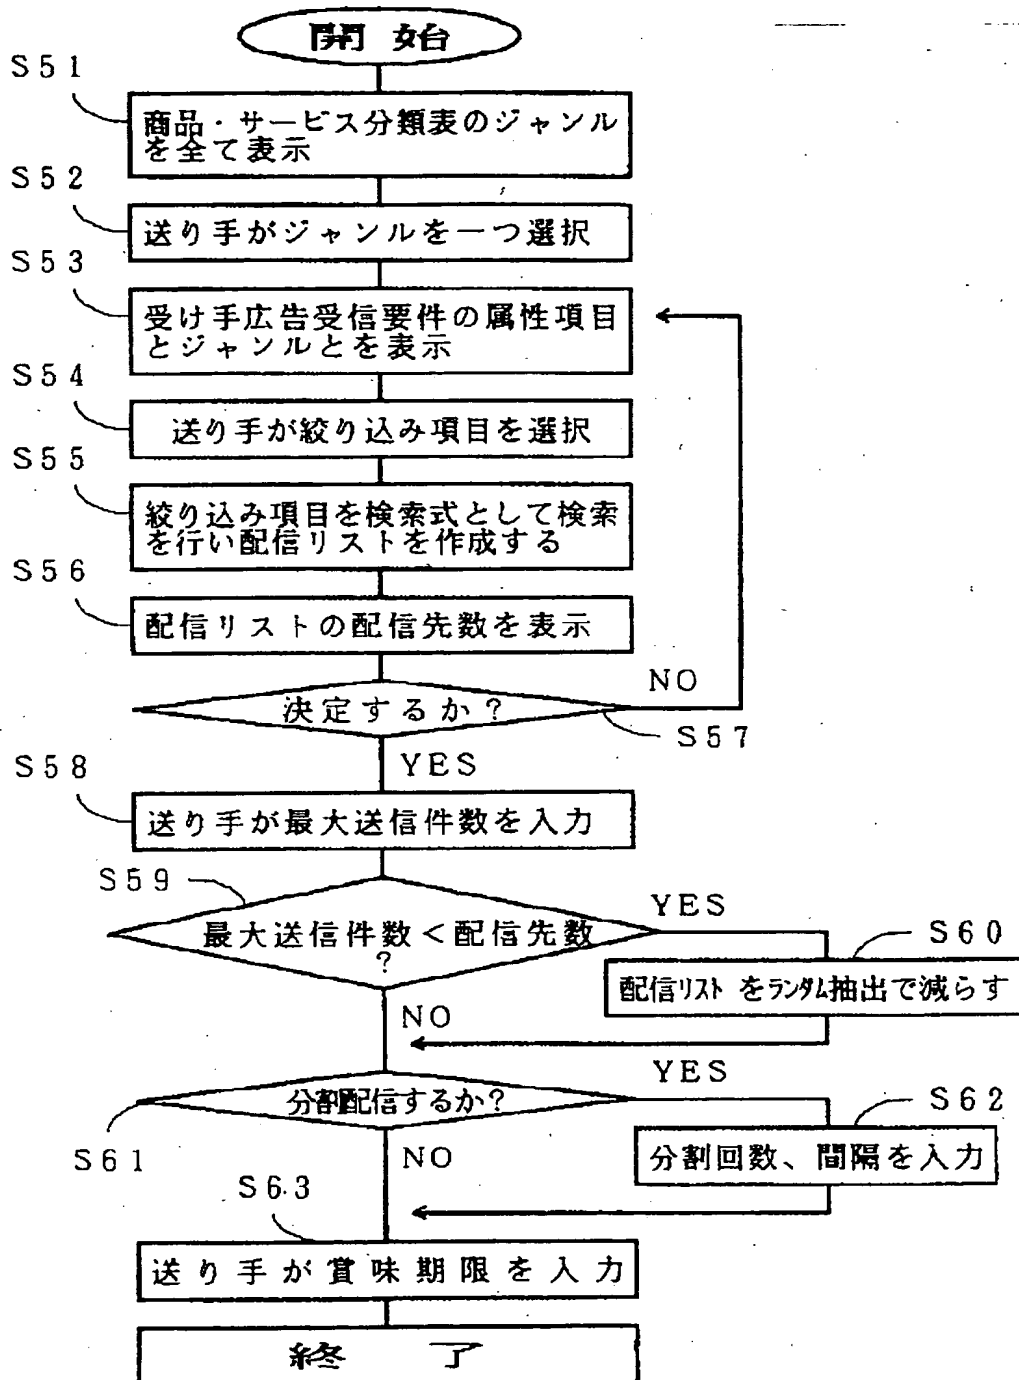 開 始
S51
商品・サービス分類表のジャンル
を全て表示
S52
送り手がジャンルを一つ選択
S53
受け手広告受信要件の属性項目
とジャンルとを表示
S54
送り手が絞り込み項目を選択
S55
絞り込み項目を検索式として検索
を行い配信リストを作成する
S56
配信リストの配信先数を表示
決定するか?
NO
S57
YES
S58
送り手が最大送信件数を入力
S59
最大送信件数<配信先数
?
YES
S60
配信リストをランダム抽出で減らす
NO
分割配信するか?
YES
S61
S62
分割回数、間隔を入力
NO
S63
送り手が賞味期限を入力
終 了